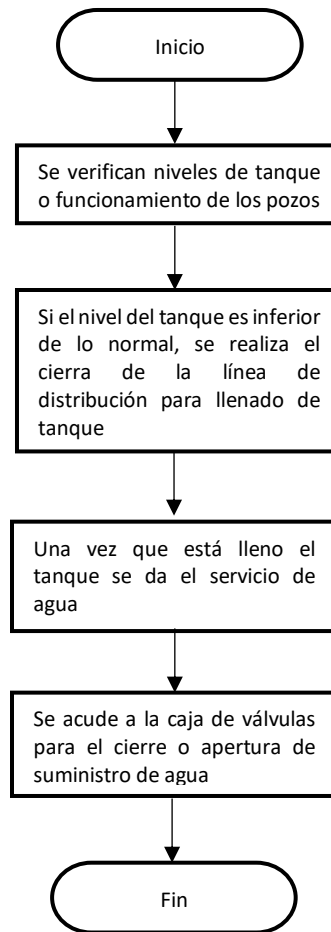 Inicio
Se verifican niveles de tanque
o funcionamiento de los pozos
Si el nivel del tanque es inferior
de lo normal, se realiza el
cierra de la línea de
distribución para llenado de
tanque
Una vez que está lleno el
tanque se da el servicio de
agua
Se acude a la caja de válvulas
para el cierre o apertura de
suministro de agua
Fin